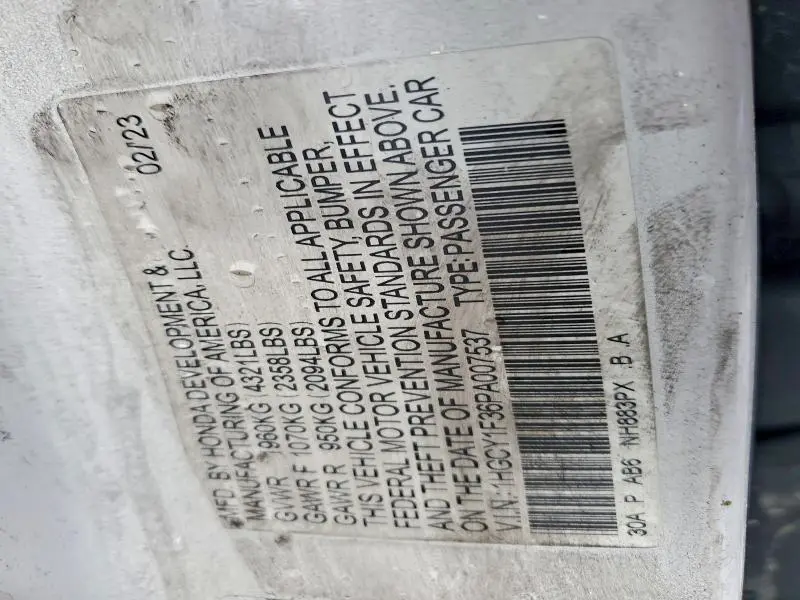 MFD. BY HONDA DEVELOPMENT & 02/'23
MANUFACTURING OF AMERICA, LLC.
GVWR 1960KG (4321LBS)
GAWR F 1070KG (2358LBS)
GAWR R 950KG (2094LBS)
THIS VEHICLE CONFORMS TO ALL APPLICABLE
FEDERAL MOTOR VEHICLE SAFETY, BUMPER,
AND THEFT PREVENTION STANDARDS IN EFFECT
ON THE DATE OF MANUFACTURE SHOWN ABOVE.
V.I.N.: 1HGCY1F36PA007537 TYPE:PASSENGER CAR
30A P AB6 NH883PX B A